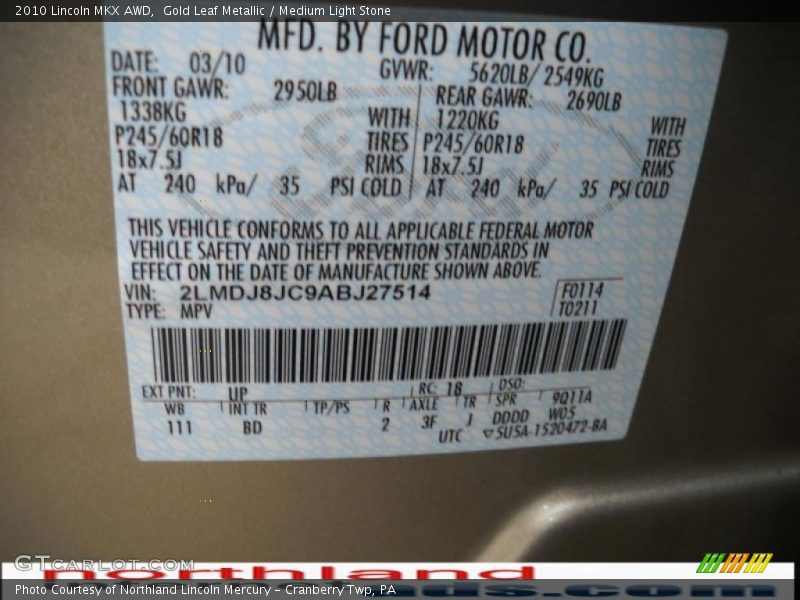 2010 Lincoln MKX AWD, Gold Leaf Metallic / Medium Light Stone
MFD. BY FORD MOTOR CO.
DATE: 03/10 GVWR: 5620LB/ 2549KG
FRONT GAWR: 2950LB REAR GAWR: 2690LB
1338KG WITH 1220KG WITH
P245/60R18 TIRES P245/60R18 TIRES
18x7.5J RIMS 18x7.5J RIMS
AT 240 kPa/ 35 PSI COLD AT 240 kPa/ 35 PSI COLD
THIS VEHICLE CONFORMS TO ALL APPLICABLE FEDERAL MOTOR
VEHICLE SAFETY AND THEFT PREVENTION STANDARDS IN
EFFECT ON THE DATE OF MANUFACTURE SHOWN ABOVE.
VIN: 2LMDJ8JC9ABJ27514 F0114
TYPE: MPV T0211
EXT PNT: UP RC: 18 DSO:
WB INT TR TP/PS R AXLE TR SPR 9011A
111 BD 2 3F J DDDD W05
UTC ▽5U5A-1520472-BA
GTCARLOT.COM
northland
Photo Courtesy of Northland Lincoln Mercury - Cranberry Twp, PA